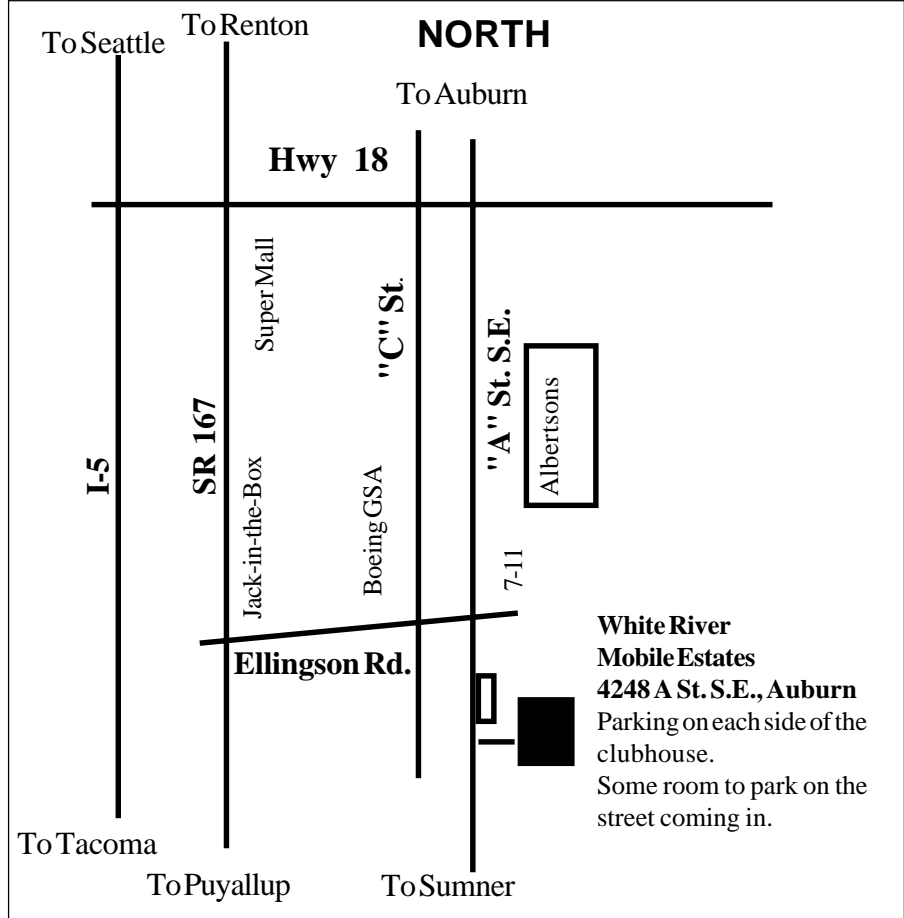 To Seattle
To Renton
NORTH
To Auburn
Hwy 18
Super Mall
"C" St.
"A" St. S.E.
Albertsons
I-5
SR 167
Jack-in-the-Box
Boeing GSA
7-11
Ellingson Rd.
White River
Mobile Estates
4248 A St. S.E., Auburn
Parking on each side of the
clubhouse.
Some room to park on the
street coming in.
To Tacoma
To Puyallup
To Sumner